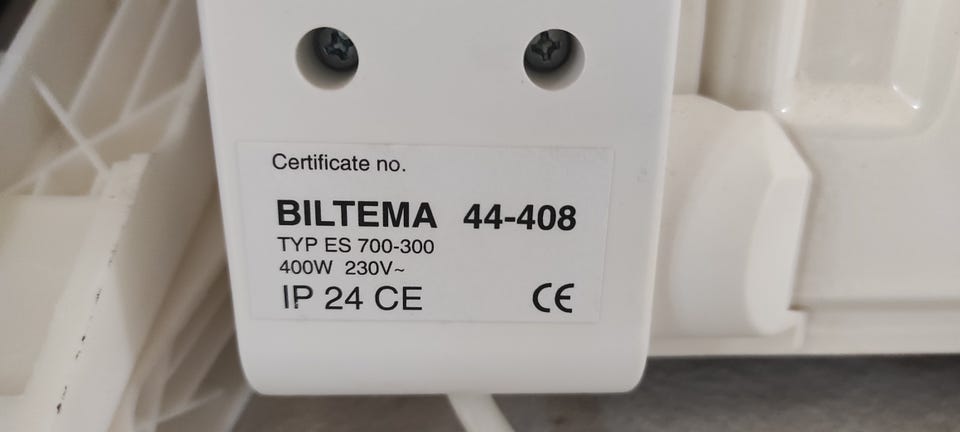 Certificate no.
BILTEMA 44-408
TYP ES 700-300
400W 230V~
IP 24 CE CE